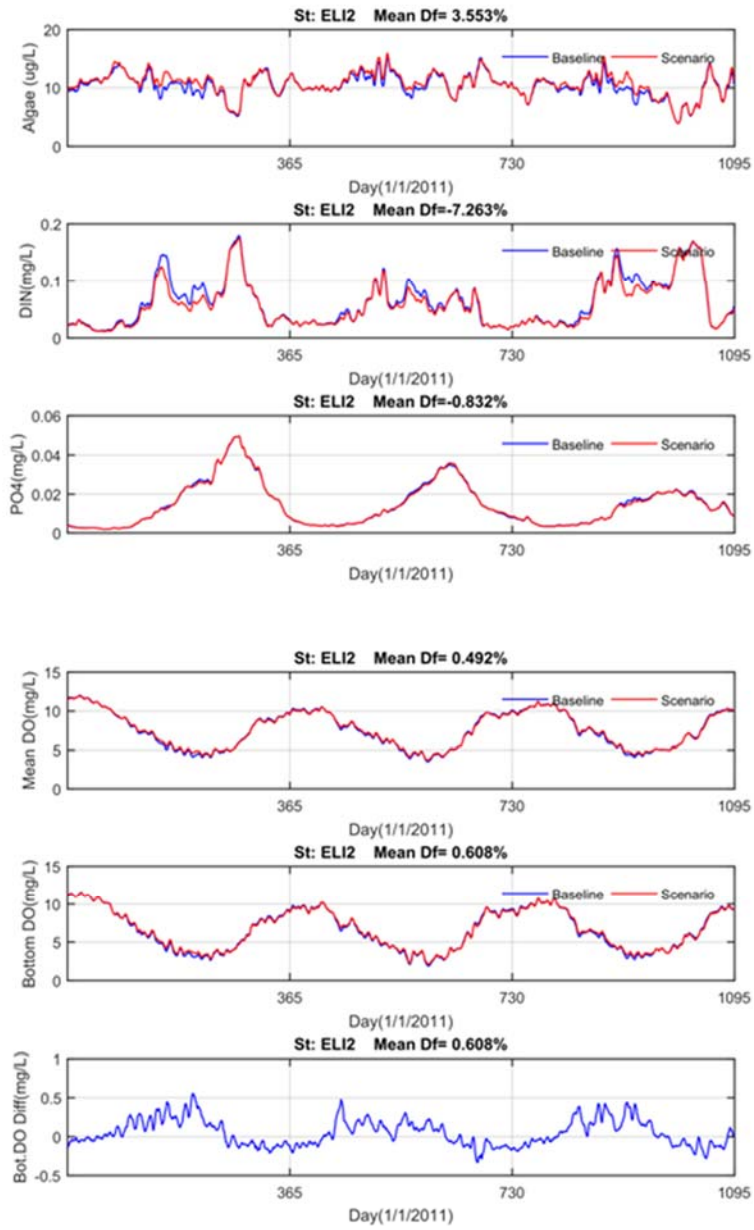 St: ELI2 Mean Df= 3.553%
20
10
0
Algae (ug/L)
Baseline Scenario
365 730 1095
Day(1/1/2011)
St: ELI2 Mean Df=-7.263%
0.2
0.1
0
DIN(mg/L)
Baseline Scenario
365 730 1095
Day(1/1/2011)
St: ELI2 Mean Df=-0.832%
0.06
0.04
0.02
0
PO4(mg/L)
Baseline Scenario
365 730 1095
Day(1/1/2011)
St: ELI2 Mean Df= 0.492%
15
10
5
0
Mean DO(mg/L)
Baseline Scenario
365 730 1095
Day(1/1/2011)
St: ELI2 Mean Df= 0.608%
15
10
5
0
Bottom DO(mg/L)
Baseline Scenario
365 730 1095
Day(1/1/2011)
St: ELI2 Mean Df= 0.608%
1
0.5
0
-0.5
Bot.DO Diff(mg/L)
365 730 1095
Day(1/1/2011)